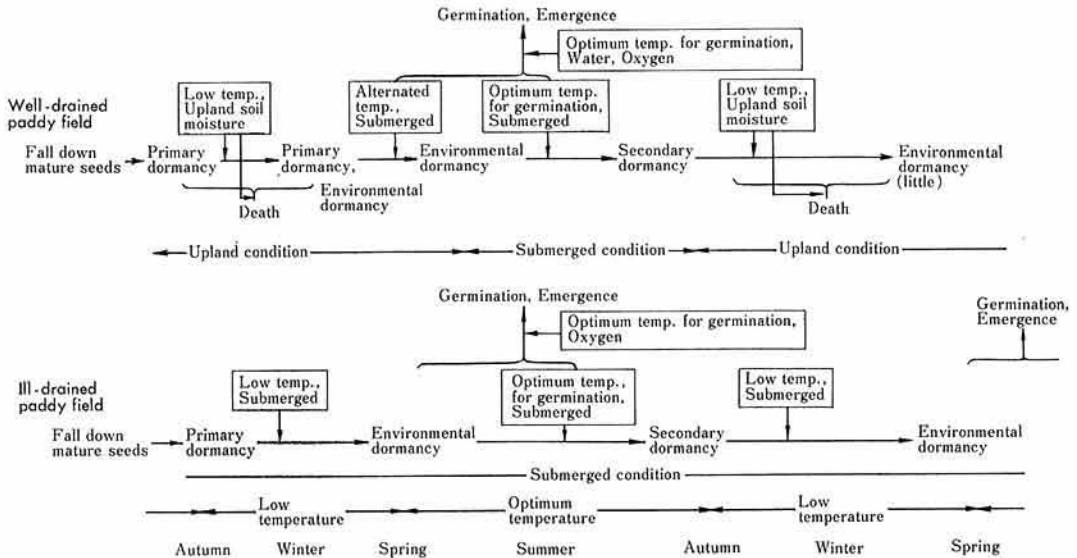 Germination, Emergence
Optimum temp. for germination,
Water, Oxygen
Well-drained
paddy field
Low temp.,
Upland soil
moisture
Alternated
temp.,
Submerged
Optimum temp.
for germination,
Submerged
Low temp.,
Upland soil
moisture
Fall down
mature seeds
Primary
dormancy
Primary
dormancy,
Environmental
dormancy
Environmental
dormancy
Secondary
dormancy
Environmental
dormancy
(little)
Death
Death
Upland condition
Submerged condition
Upland condition
Germination, Emergence
Optimum temp. for germination,
Oxygen
Germination,
Emergence
Ill-drained
paddy field
Low temp.,
Submerged
Optimum temp.,
for germination,
Submerged
Low temp.,
Submerged
Fall down
mature seeds
Primary
dormancy
Environmental
dormancy
Secondary
dormancy
Environmental
dormancy
Submerged condition
Low
temperature
Optimum
temperature
Low
temperature
Autumn
Winter
Spring
Summer
Autumn
Winter
Spring